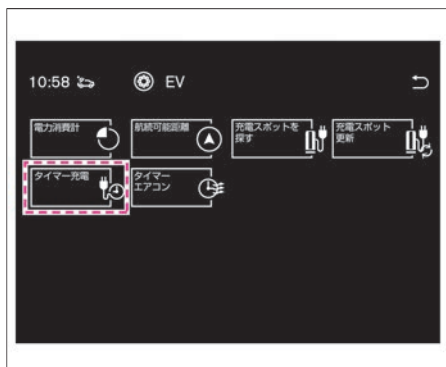 10:58 EV
電力消費計
航続可能距離
充電スポットを
探す
充電スポット
更新
タイマー充電
タイマー
エアコン